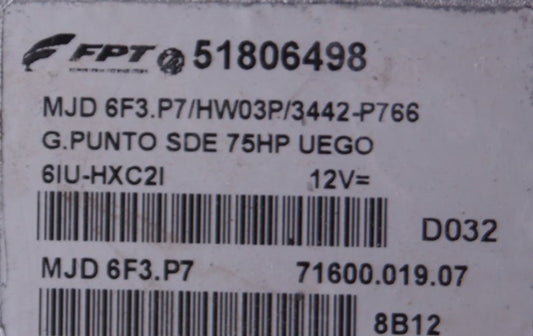 FPT 51806498
MJD 6F3.P7/HW03P/3442-P766
G.PUNTO SDE 75HP UEGO
6IU-HXC2I 12V=
D032
MJD 6F3.P7 71600.019.07
8B12